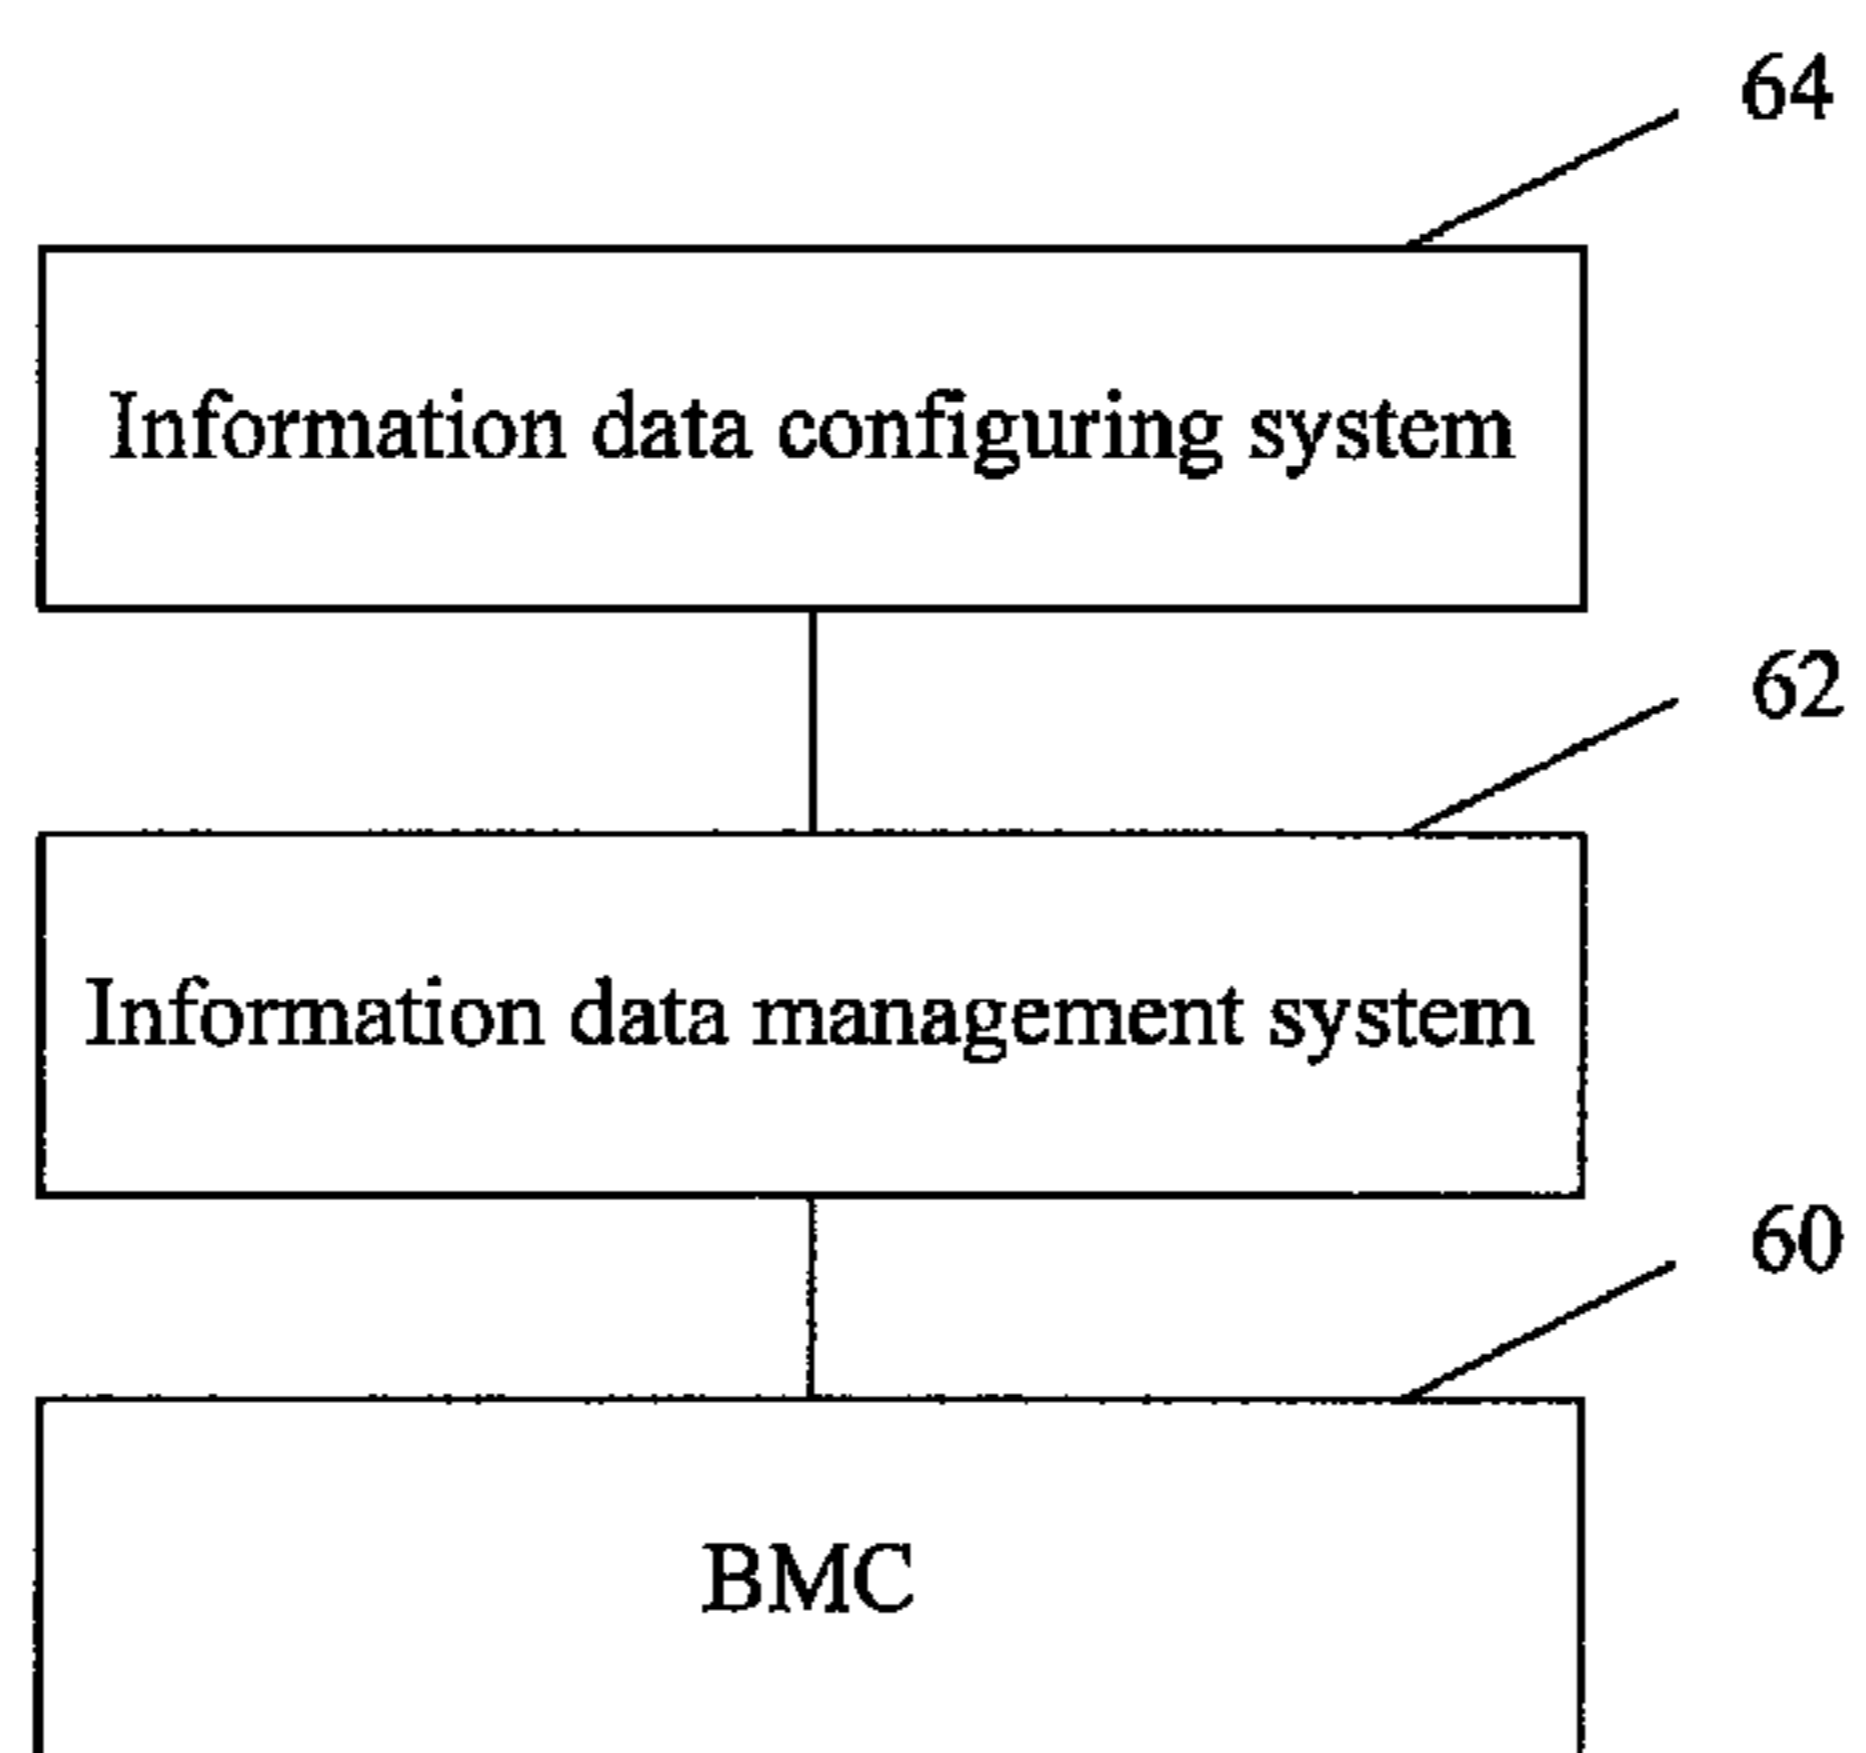 64
Information data configuring system
62
Information data management system
60
BMC